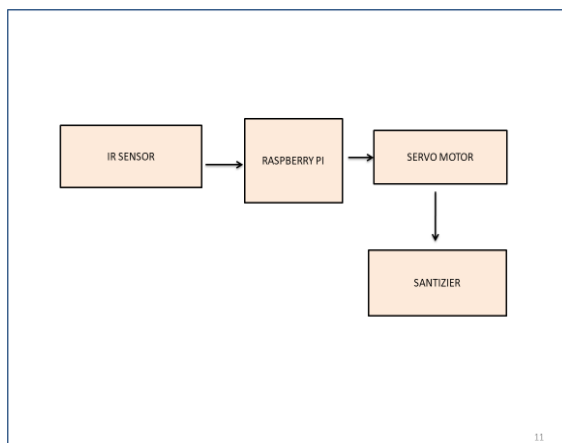 IR SENSOR
RASPBERRY PI
SERVO MOTOR
SANTIZIER
11